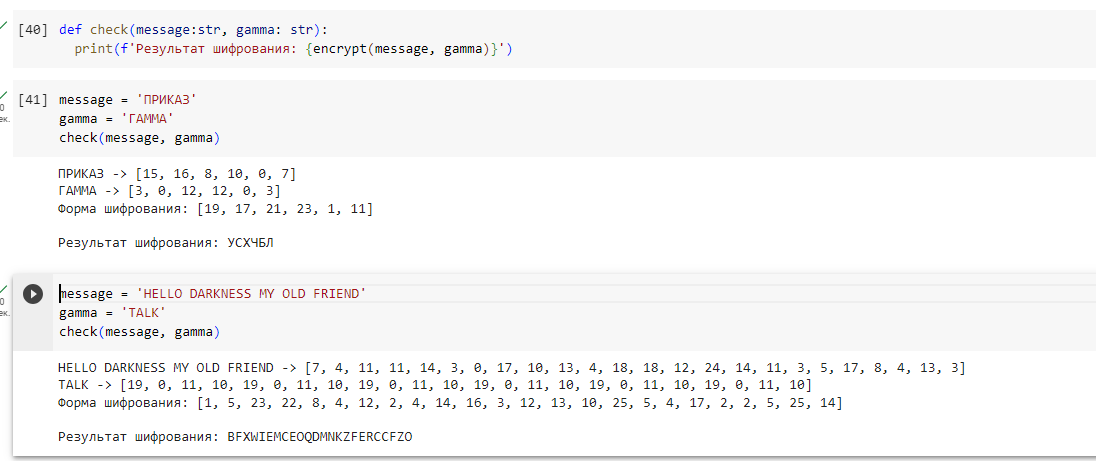 [40] def check(message:str, gamma: str):
print(f'Результат шифрования: {encrypt(message, gamma)}')
[41] message = 'ПРИКАЗ'
0
gamma = 'ГАММА'
ек.
check(message, gamma)
ПРИКАЗ -> [15, 16, 8, 10, 0, 7]
ГАММА -> [3, 0, 12, 12, 0, 3]
Форма шифрования: [19, 17, 21, 23, 1, 11]
Результат шифрования: УСХЧБЛ
message = 'HELLO DARKNESS MY OLD FRIEND'
0
gamma = 'TALK'
ек.
check(message, gamma)
HELLO DARKNESS MY OLD FRIEND -> [7, 4, 11, 11, 14, 3, 0, 17, 10, 13, 4, 18, 18, 12, 24, 14, 11, 3, 5, 17, 8, 4, 13, 3]
TALK -> [19, 0, 11, 10, 19, 0, 11, 10, 19, 0, 11, 10, 19, 0, 11, 10, 19, 0, 11, 10, 19, 0, 11, 10]
Форма шифрования: [1, 5, 23, 22, 8, 4, 12, 2, 4, 14, 16, 3, 12, 13, 10, 25, 5, 4, 17, 2, 2, 5, 25, 14]
Результат шифрования: BFXWIEMCEOQDMNKZFERCCFZO